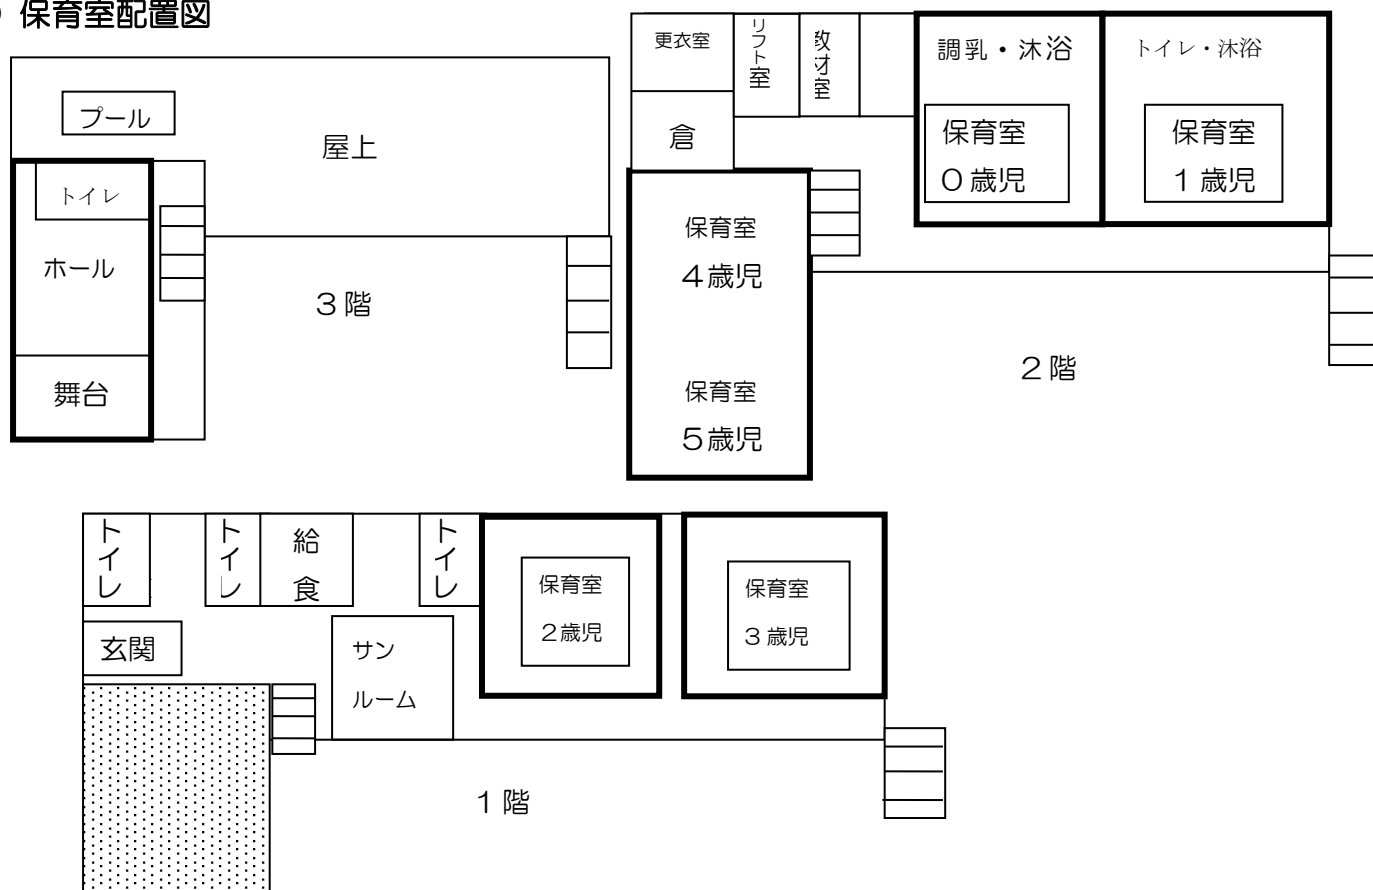 保育室配置図
プール
屋上
トイレ
ホール
舞台
3階
更衣室
リフト室
教材室
調乳・沐浴
トイレ・沐浴
倉
保育室
0歳児
保育室
1歳児
保育室
4歳児
保育室
5歳児
2階
トイレ
トイレ
給
食
トイレ
保育室
2歳児
保育室
3歳児
玄関
サン
ルーム
1階